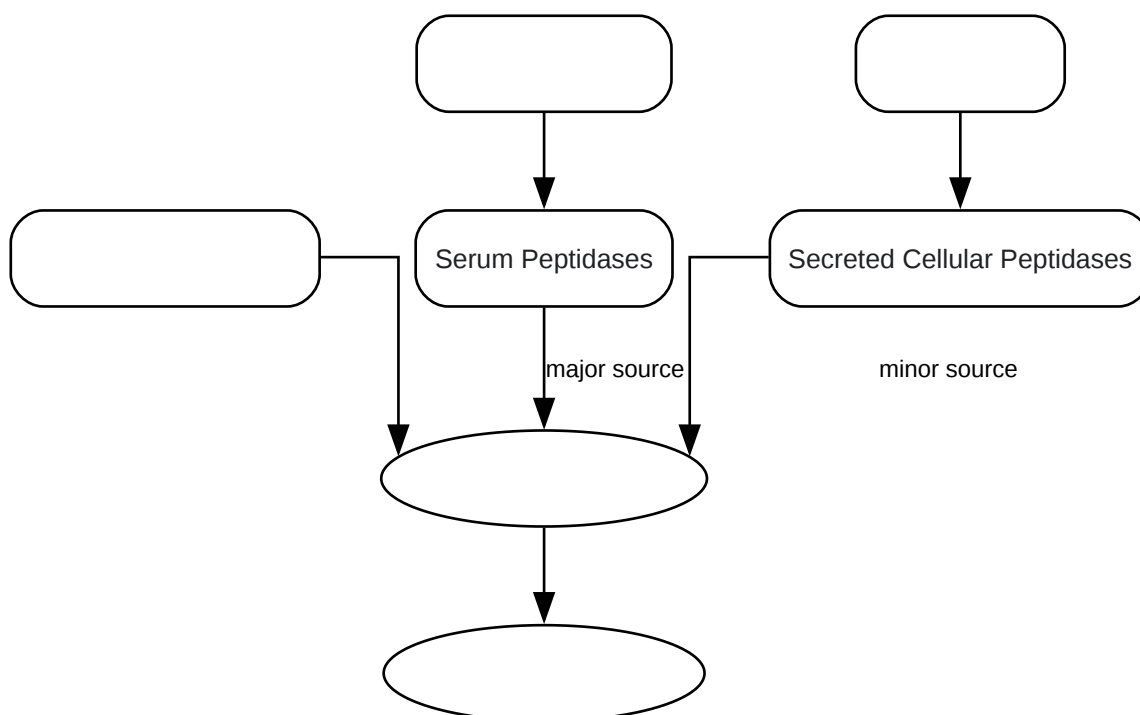 Serum Peptidases
Secreted Cellular Peptidases
major source
minor source